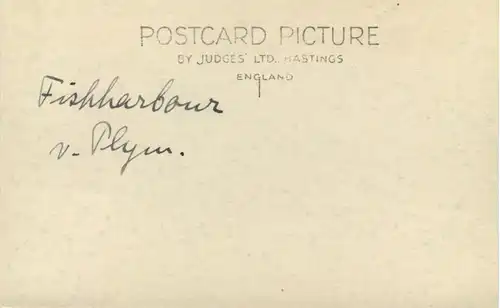 POSTCARD PICTURE
BY JUDGES' LTD. HASTINGS
ENGLAND
Fishharbour
v. Plym.